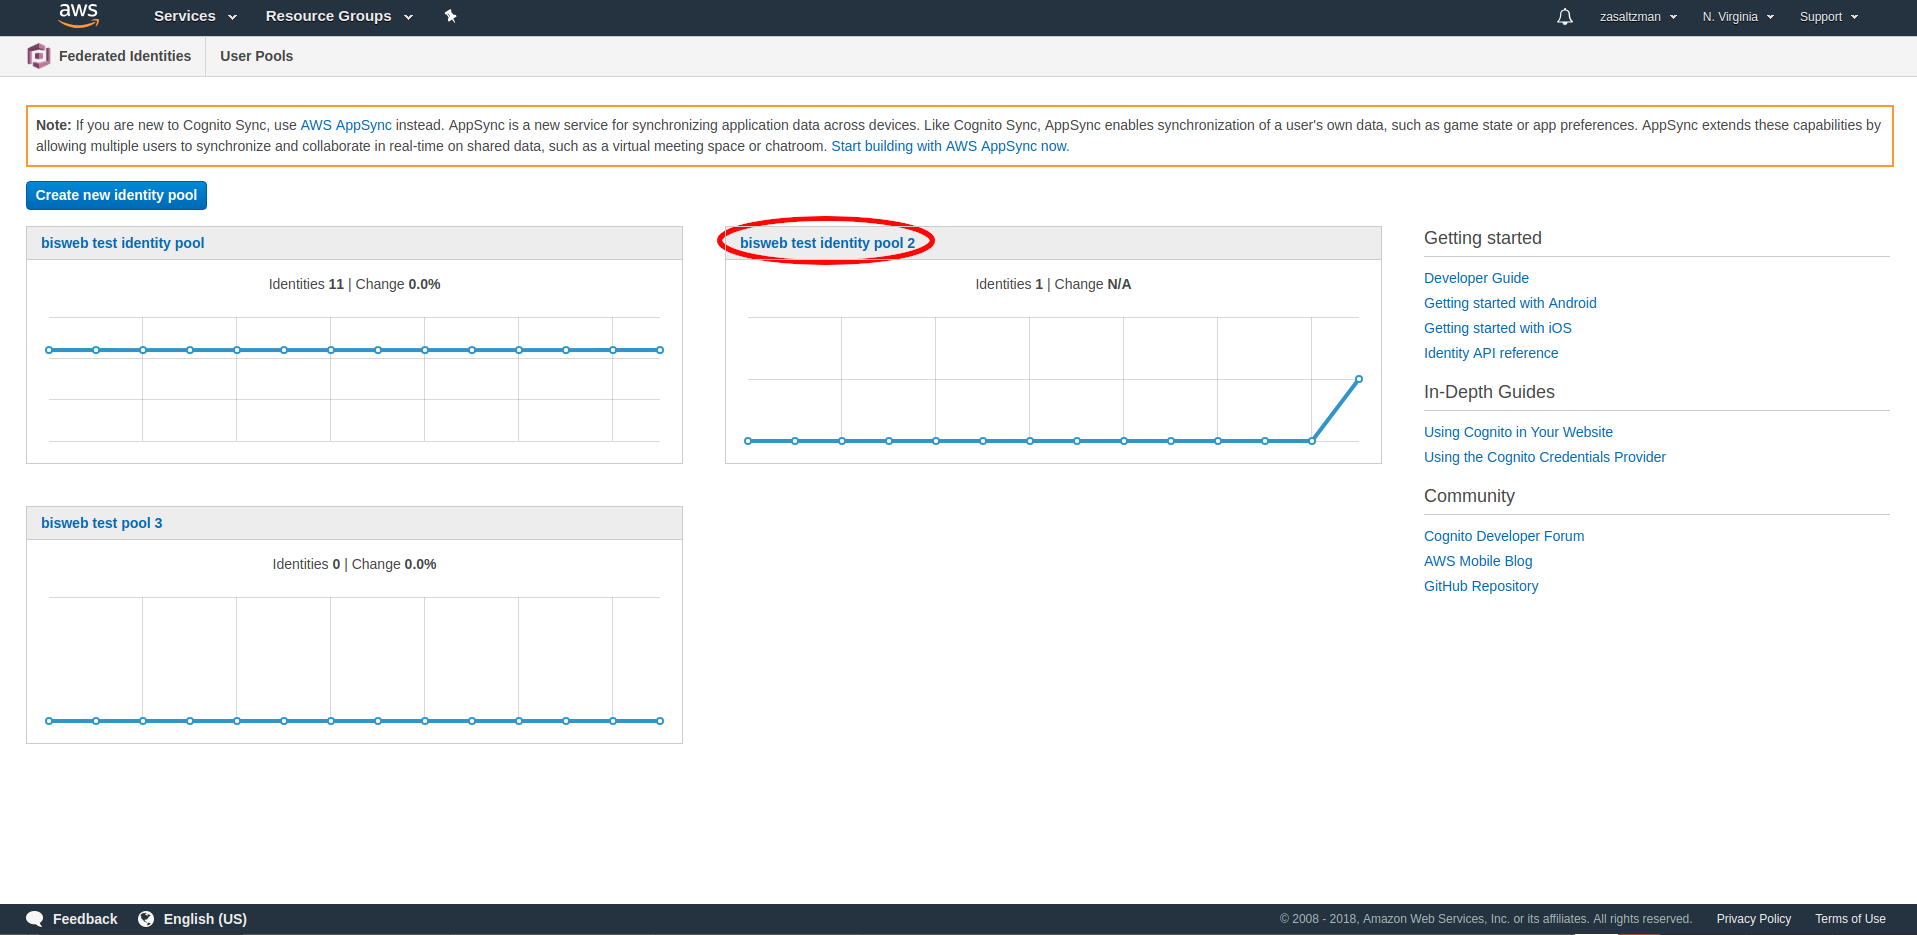 aws Services Resource Groups zasaltzman N. Virginia Support
Federated Identities User Pools
Note: If you are new to Cognito Sync, use AWS AppSync instead. AppSync is a new service for synchronizing application data across devices. Like Cognito Sync, AppSync enables synchronization of a user's own data, such as game state or app preferences. AppSync extends these capabilities by
allowing multiple users to synchronize and collaborate in real-time on shared data, such as a virtual meeting space or chatroom. Start building with AWS AppSync now.
Create new identity pool
bisweb test identity pool
Identities 11 | Change 0.0%
bisweb test identity pool 2
Identities 1 | Change N/A
bisweb test pool 3
Identities 0 | Change 0.0%
Getting started
Developer Guide
Getting started with Android
Getting started with iOS
Identity API reference
In-Depth Guides
Using Cognito in Your Website
Using the Cognito Credentials Provider
Community
Cognito Developer Forum
AWS Mobile Blog
GitHub Repository
Feedback English (US) © 2008 - 2018, Amazon Web Services, Inc. or its affiliates. All rights reserved. Privacy Policy Terms of Use